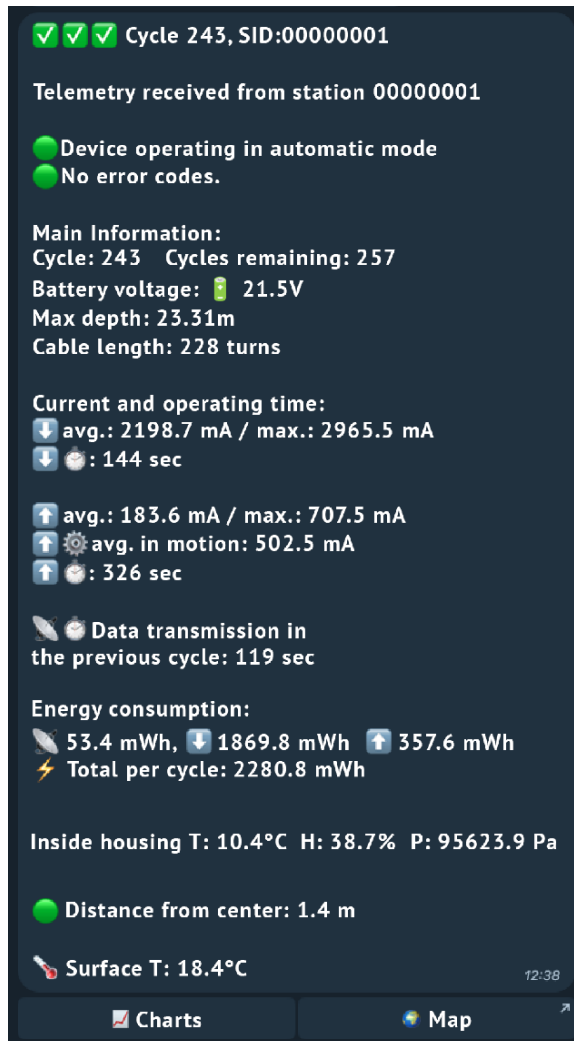 ✅✅✅ Cycle 243, SID:00000001
Telemetry received from station 00000001
🟢Device operating in automatic mode
🟢No error codes.
Main Information:
Cycle: 243 Cycles remaining: 257
Battery voltage: 🔋 21.5V
Max depth: 23.31m
Cable length: 228 turns
Current and operating time:
⬇️avg.: 2198.7 mA / max.: 2965.5 mA
⬇️⏱: 144 sec
⬆️avg.: 183.6 mA / max.: 707.5 mA
⬆️⚙️avg. in motion: 502.5 mA
⬆️⏱: 326 sec
📡⏱Data transmission in
the previous cycle: 119 sec
Energy consumption:
📡 53.4 mWh, ⬇️1869.8 mWh ⬆️357.6 mWh
⚡ Total per cycle: 2280.8 mWh
Inside housing T: 10.4°C H: 38.7% P: 95623.9 Pa
🟢 Distance from center: 1.4 m
🌡 Surface T: 18.4°C
12:38
📈 Charts
🌍 Map